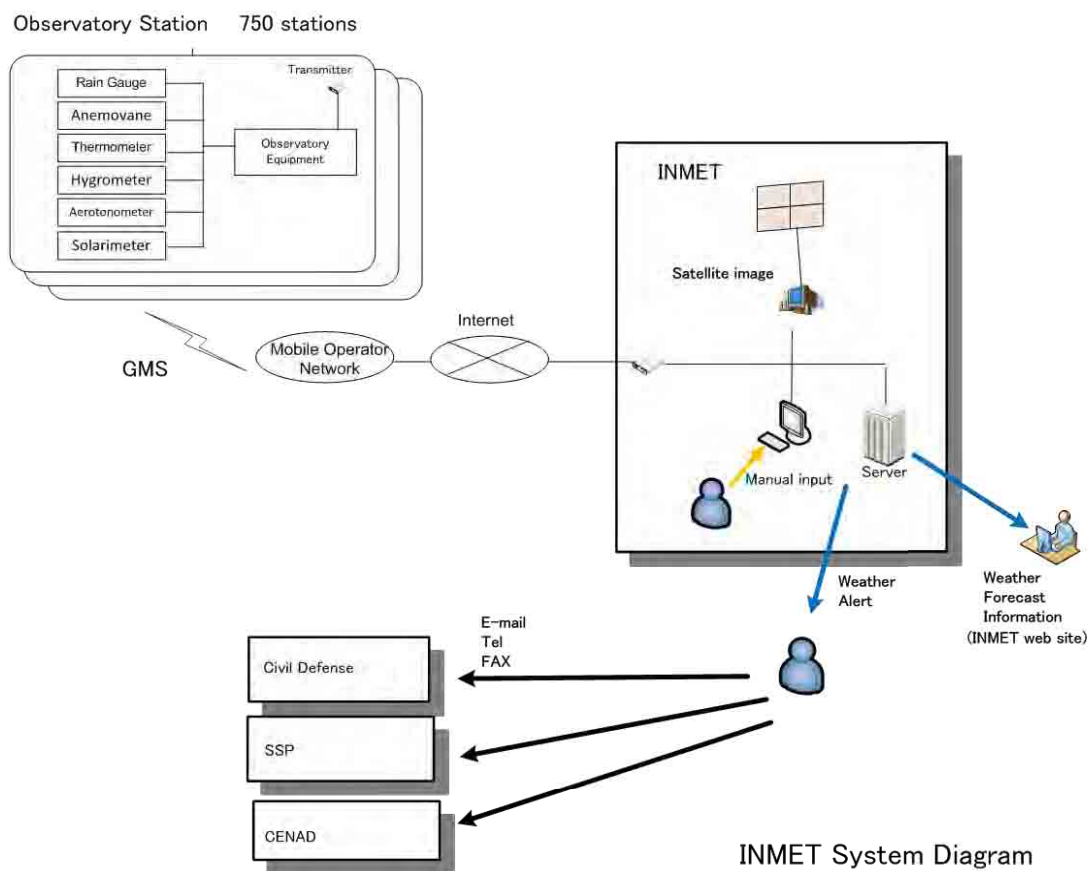 Observatory Station 750 stations
Transmitter
Rain Gauge
Anemovane
Thermometer
Hygrometer
Aerotonometer
Solarimeter
Observatory
Equipment
INMET
Satellite image
Internet
Mobile Operator
Network
GMS
Manual input
Server
Weather
Alert
Weather
Forecast
Information
(INMET web site)
E-mail
Tel
FAX
Civil Defense
SSP
CENAD
INMET System Diagram